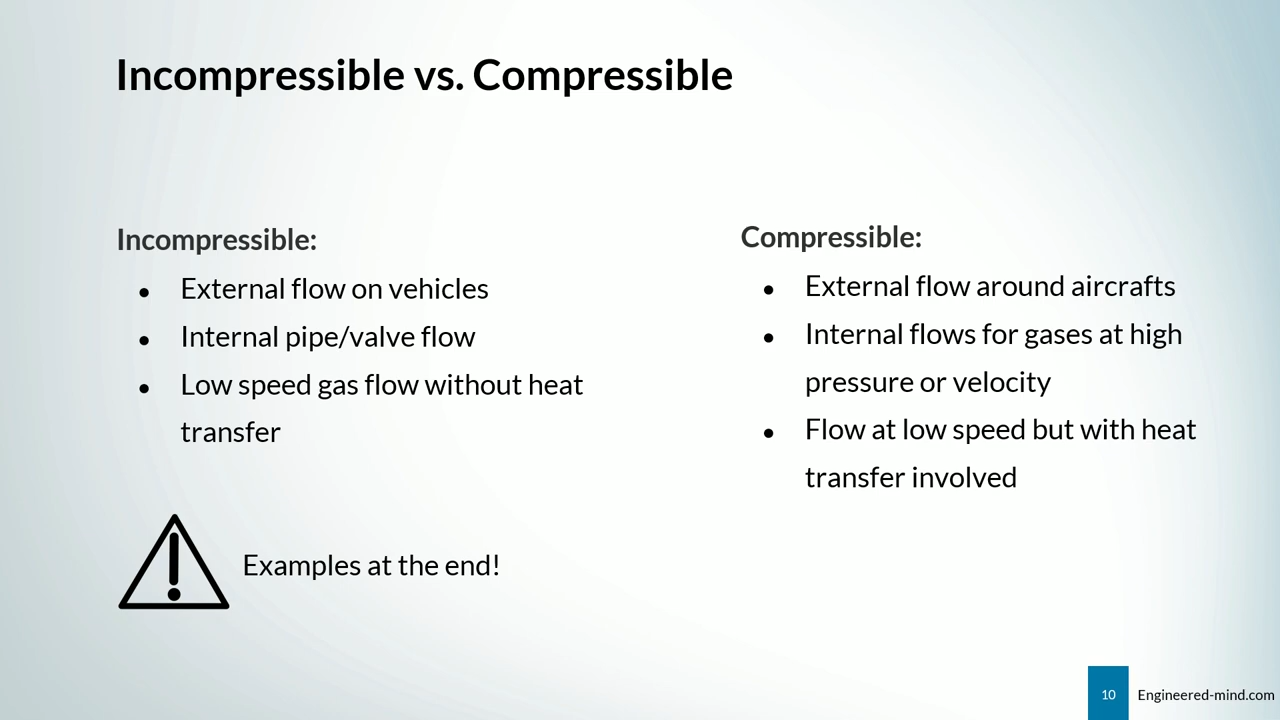 Incompressible vs. Compressible
Incompressible:
● External flow on vehicles
● Internal pipe/valve flow
● Low speed gas flow without heat
transfer
Compressible:
● External flow around aircrafts
● Internal flows for gases at high
pressure or velocity
● Flow at low speed but with heat
transfer involved
Examples at the end!
10 Engineered-mind.com